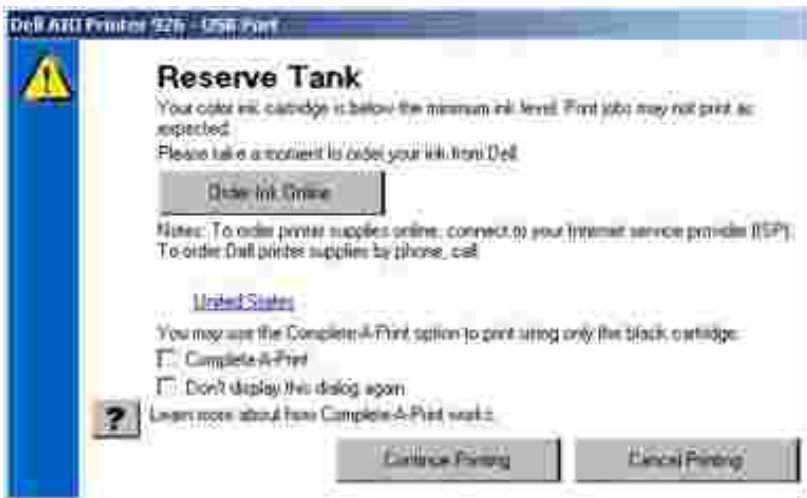 Dell AIO Printer 926 - USB Port
Reserve Tank
Your color ink cartridge is below the minimum ink level. Print jobs may not print as
expected.
Please take a moment to order your ink from Dell.
Order Ink Online
Notes: To order printer supplies online, connect to your Internet service provider (ISP).
To order Dell printer supplies by phone, call
United States
You may use the Complete-A-Print option to print using only the black cartridge.
Complete-A-Print
Don't display this dialog again
? Learn more about how Complete-A-Print works.
Continue Printing Cancel Printing